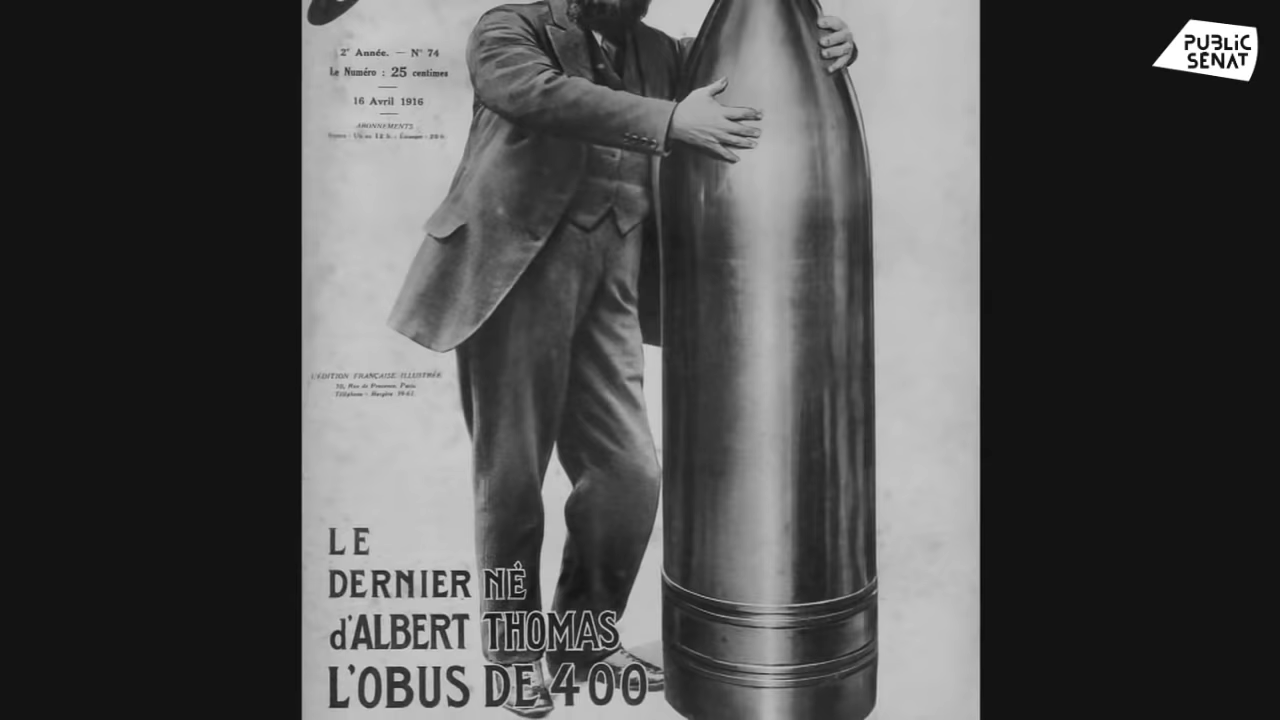 2ᵉ Année. — N° 74
Le Numéro : 25 centimes
16 Avril 1916
ABONNEMENTS
L'ÉDITION FRANÇAISE ILLUSTRÉE
Paris
LE
DERNIER NÉ
d'ALBERT THOMAS
L'OBUS DE 400
PUBLIC
SENAT